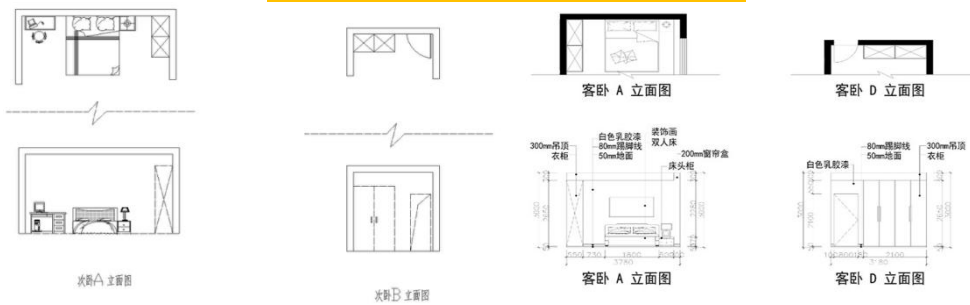 客卧 A 立面图
客卧 D 立面图
300mm吊顶
衣柜
白色乳胶漆
80mm踢脚线
50mm地面
装饰画
双人床
200mm窗帘盒
床头柜
白色乳胶漆
80mm踢脚线
50mm地面
300mm吊顶
衣柜
550 730 1800
3780
2100
次卧A 立面图
次卧B 立面图
客卧 A 立面图
客卧 D 立面图